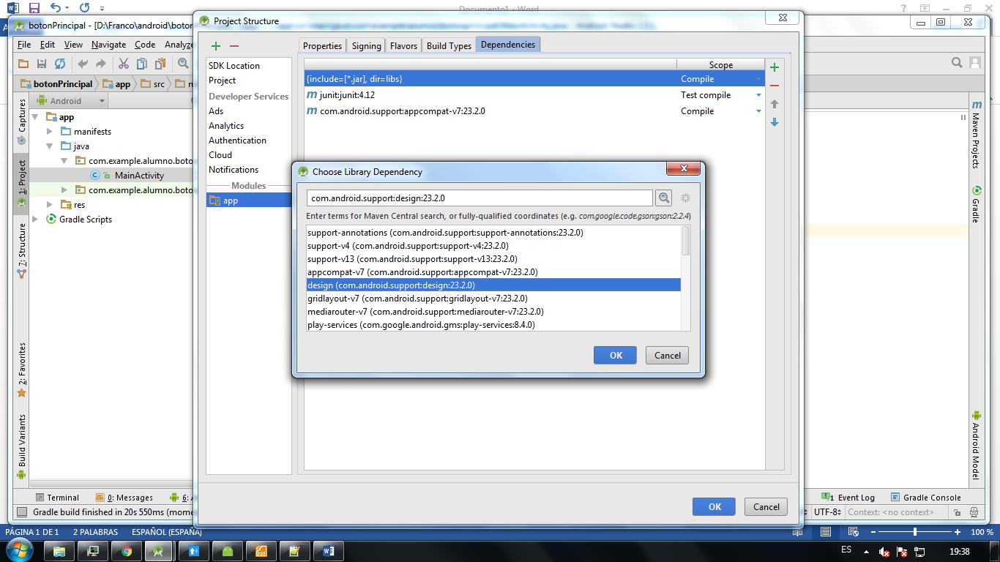 Documento1 - Word
botonPrincipal - [D:\Franco\android\boton
Project Structure
File Edit View Navigate Code Analyze
botonPrincipal app src
Android
app
manifests
java
com.example.alumno.boto
MainActivity
com.example.alumno.boto
res
Gradle Scripts
Captures
1: Project
7: Structure
2: Favorites
Build Variants
SDK Location
Project
Developer Services
Ads
Analytics
Authentication
Cloud
Notifications
Modules
app
Properties Signing Flavors Build Types Dependencies
Scope
{include=[*.jar], dir=libs} Compile
m junit:junit:4.12 Test compile
m com.android.support:appcompat-v7:23.2.0 Compile
Choose Library Dependency
com.android.support:design:23.2.0
Enter terms for Maven Central search, or fully-qualified coordinates (e.g. com.google.code.gson:gson:2.2.4)
support-annotations (com.android.support:support-annotations:23.2.0)
support-v4 (com.android.support:support-v4:23.2.0)
support-v13 (com.android.support:support-v13:23.2.0)
appcompat-v7 (com.android.support:appcompat-v7:23.2.0)
design (com.android.support:design:23.2.0)
gridlayout-v7 (com.android.support:gridlayout-v7:23.2.0)
mediarouter-v7 (com.android.support:mediarouter-v7:23.2.0)
play-services (com.google.android.gms:play-services:8.4.0)
OK Cancel
OK Cancel
m Maven Projects
Gradle
Android Model
Terminal 0: Messages 6:
1 Event Log Gradle Console
Gradle build finished in 20s 550ms (mome
UTF-8 Context: <no context>
PÁGINA 1 DE 1 2 PALABRAS ESPAÑOL (ESPAÑA) 100 %
ES 19:38